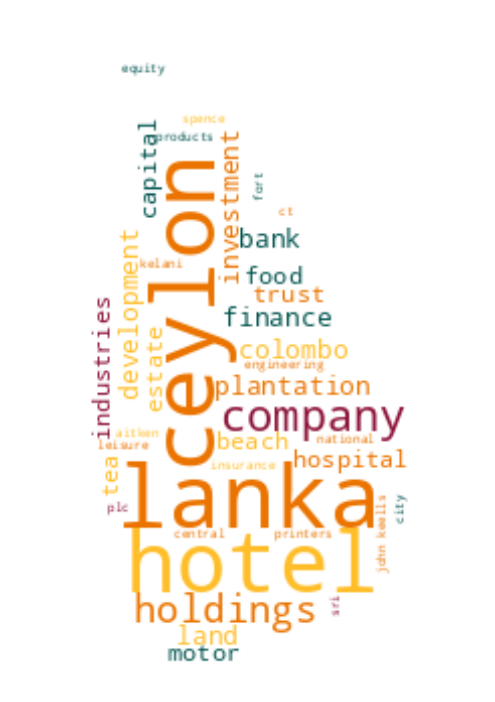 equity
spence
products
capital
investment
fort
ceylon
ct
bank
kelani
development
food
trust
industries
finance
estate
colombo
engineering
plantation
company
aitken
leisure
beach
national
tea
insurance
hospital
lanka
plc
city
john keells
central
printers
hotel
holdings
sri
land
motor